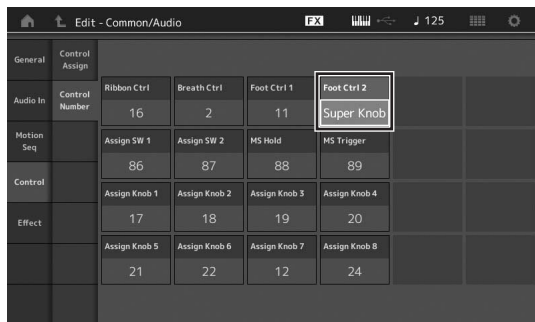 Edit - Common/Audio
FX
♩ 125
General
Control
Assign
Audio In
Control
Number
Motion
Seq
Control
Effect
Ribbon Ctrl
Breath Ctrl
Foot Ctrl 1
Foot Ctrl 2
16
2
11
Super Knob
Assign SW 1
Assign SW 2
MS Hold
MS Trigger
86
87
88
89
Assign Knob 1
Assign Knob 2
Assign Knob 3
Assign Knob 4
17
18
19
20
Assign Knob 5
Assign Knob 6
Assign Knob 7
Assign Knob 8
21
22
12
24